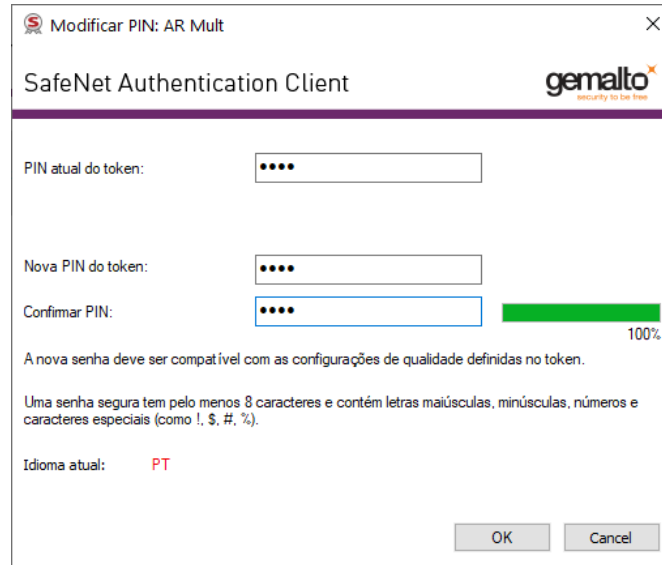 Modificar PIN: AR Mult
SafeNet Authentication Client
gemalto
security to be free
PIN atual do token:
Nova PIN do token:
Confirmar PIN:
100%
A nova senha deve ser compatível com as configurações de qualidade definidas no token.
Uma senha segura tem pelo menos 8 caracteres e contém letras maiúsculas, minúsculas, números e
caracteres especiais (como !, $, #, %).
Idioma atual: PT
OK Cancel